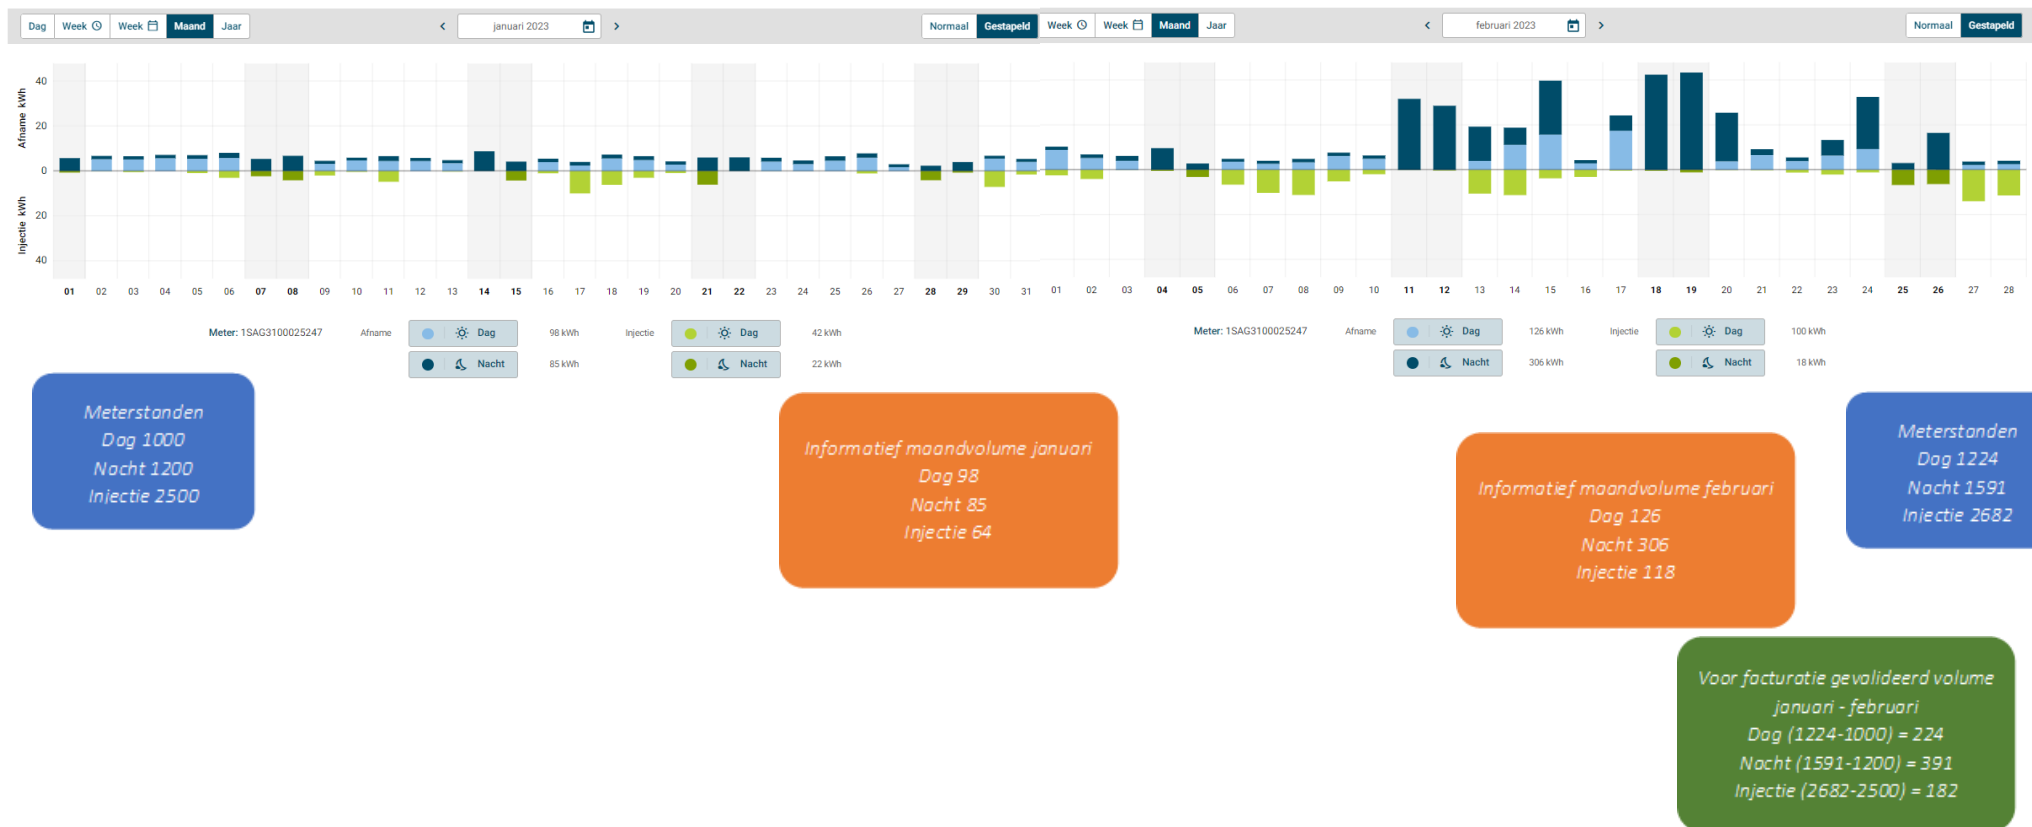 Dag Week Week Maand Jaar
januari 2023
Normaal Gestapeld
Week Week Maand Jaar
februari 2023
Normaal Gestapeld
Afname kWh
Injectie kWh
40
20
0
20
40
01 02 03 04 05 06 07 08 09 10 11 12 13 14 15 16 17 18 19 20 21 22 23 24 25 26 27 28 29 30 31
01 02 03 04 05 06 07 08 09 10 11 12 13 14 15 16 17 18 19 20 21 22 23 24 25 26 27 28
Meter: 1SAG3100025247 Afname Dag 98 kWh Injectie Dag 42 kWh
Nacht 85 kWh Nacht 22 kWh
Meter: 1SAG3100025247 Afname Dag 126 kWh Injectie Dag 100 kWh
Nacht 306 kWh Nacht 18 kWh
Meterstanden
Dag 1000
Nacht 1200
Injectie 2500
Informatief maandvolume januari
Dag 98
Nacht 85
Injectie 64
Informatief maandvolume februari
Dag 126
Nacht 306
Injectie 118
Meterstanden
Dag 1224
Nacht 1591
Injectie 2682
Voor facturatie gevalideerd volume
januari - februari
Dag (1224-1000) = 224
Nacht (1591-1200) = 391
Injectie (2682-2500) = 182